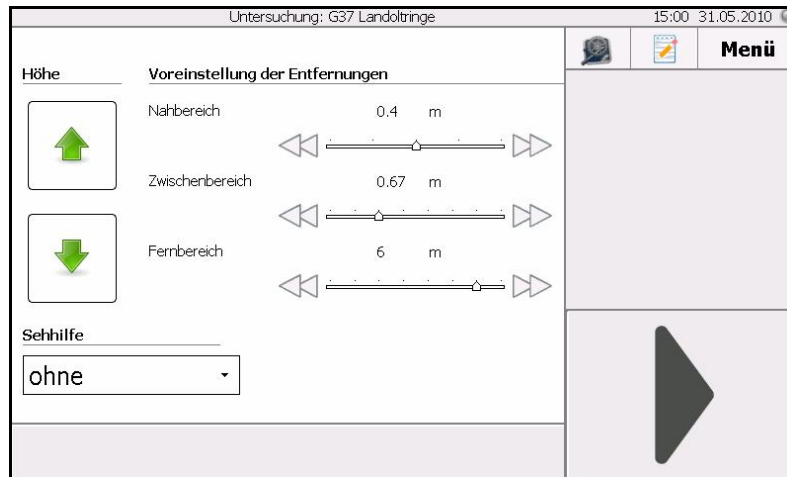 Untersuchung: G37 Landoltringe
15:00 31.05.2010
Menü
Höhe
Voreinstellung der Entfernungen
Nahbereich 0.4 m
Zwischenbereich 0.67 m
Fernbereich 6 m
Sehhilfe
ohne